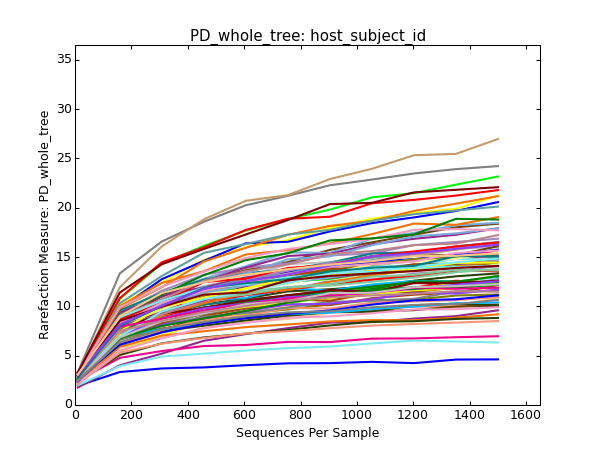 PD_whole_tree: host_subject_id
Rarefaction Measure: PD_whole_tree
35
30
25
20
15
10
5
0
0 200 400 600 800 1000 1200 1400 1600
Sequences Per Sample